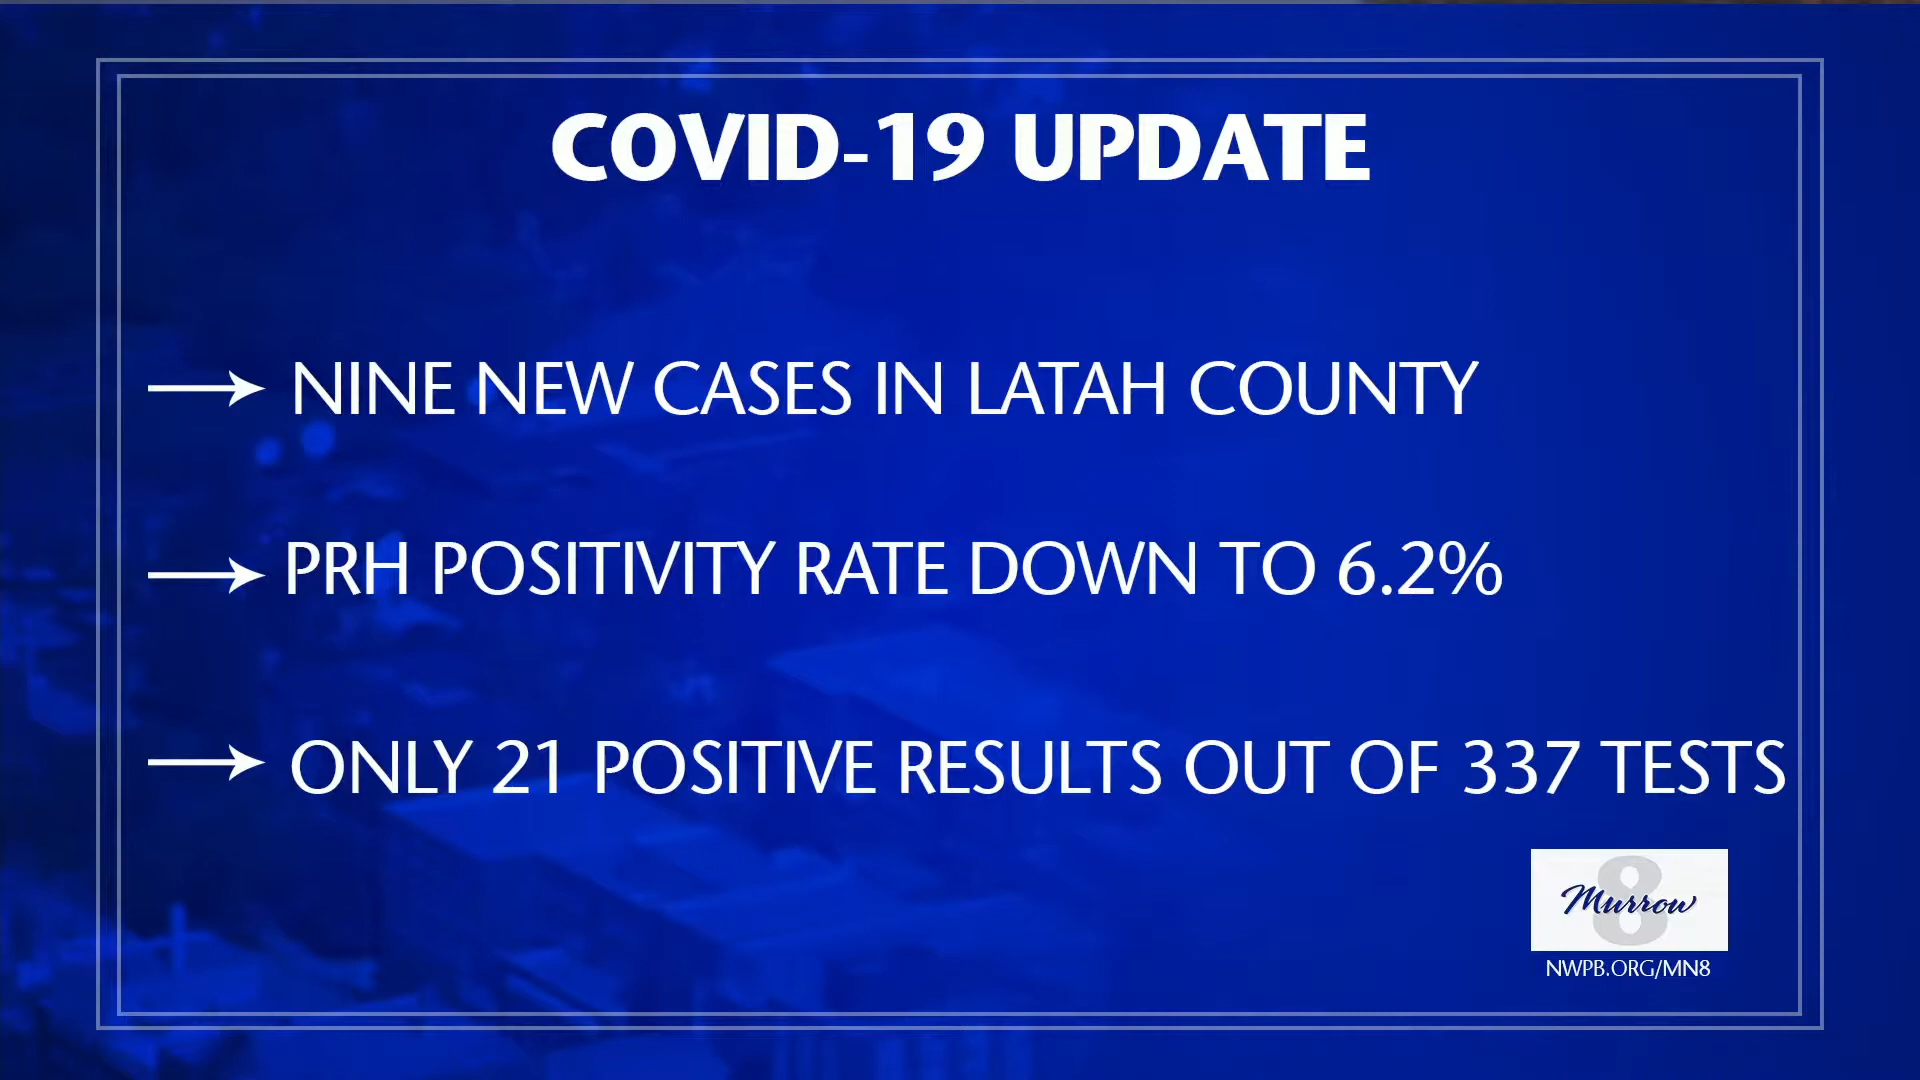 COVID-19 UPDATE
NINE NEW CASES IN LATAH COUNTY
PRH POSITIVITY RATE DOWN TO 6.2%
ONLY 21 POSITIVE RESULTS OUT OF 337 TESTS
8
Murrow
NWPB.ORG/MN8